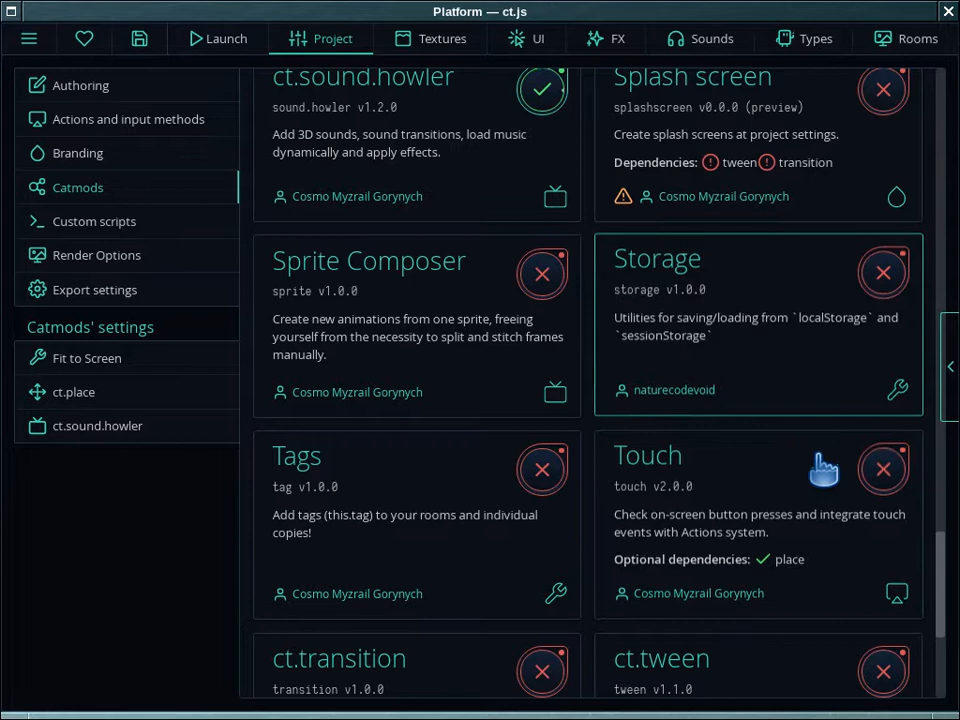 Platform — ct.js
Launch
Project
Textures
UI
FX
Sounds
Types
Rooms
Authoring
Actions and input methods
Branding
Catmods
Custom scripts
Render Options
Export settings
Catmods' settings
Fit to Screen
ct.place
ct.sound.howler
ct.sound.howler
sound.howler v1.2.0
Add 3D sounds, sound transitions, load music
dynamically and apply effects.
Cosmo Myzrail Gorynych
Splash screen
splashscreen v0.0.0 (preview)
Create splash screens at project settings.
Dependencies: tween transition
Cosmo Myzrail Gorynych
Sprite Composer
sprite v1.0.0
Create new animations from one sprite, freeing
yourself from the necessity to split and stitch frames
manually.
Cosmo Myzrail Gorynych
Storage
storage v1.0.0
Utilities for saving/loading from `localStorage` and
`sessionStorage`
naturecodevoid
Tags
tag v1.0.0
Add tags (this.tag) to your rooms and individual
copies!
Cosmo Myzrail Gorynych
Touch
touch v2.0.0
Check on-screen button presses and integrate touch
events with Actions system.
Optional dependencies: place
Cosmo Myzrail Gorynych
ct.transition
transition v1.0.0
ct.tween
tween v1.1.0